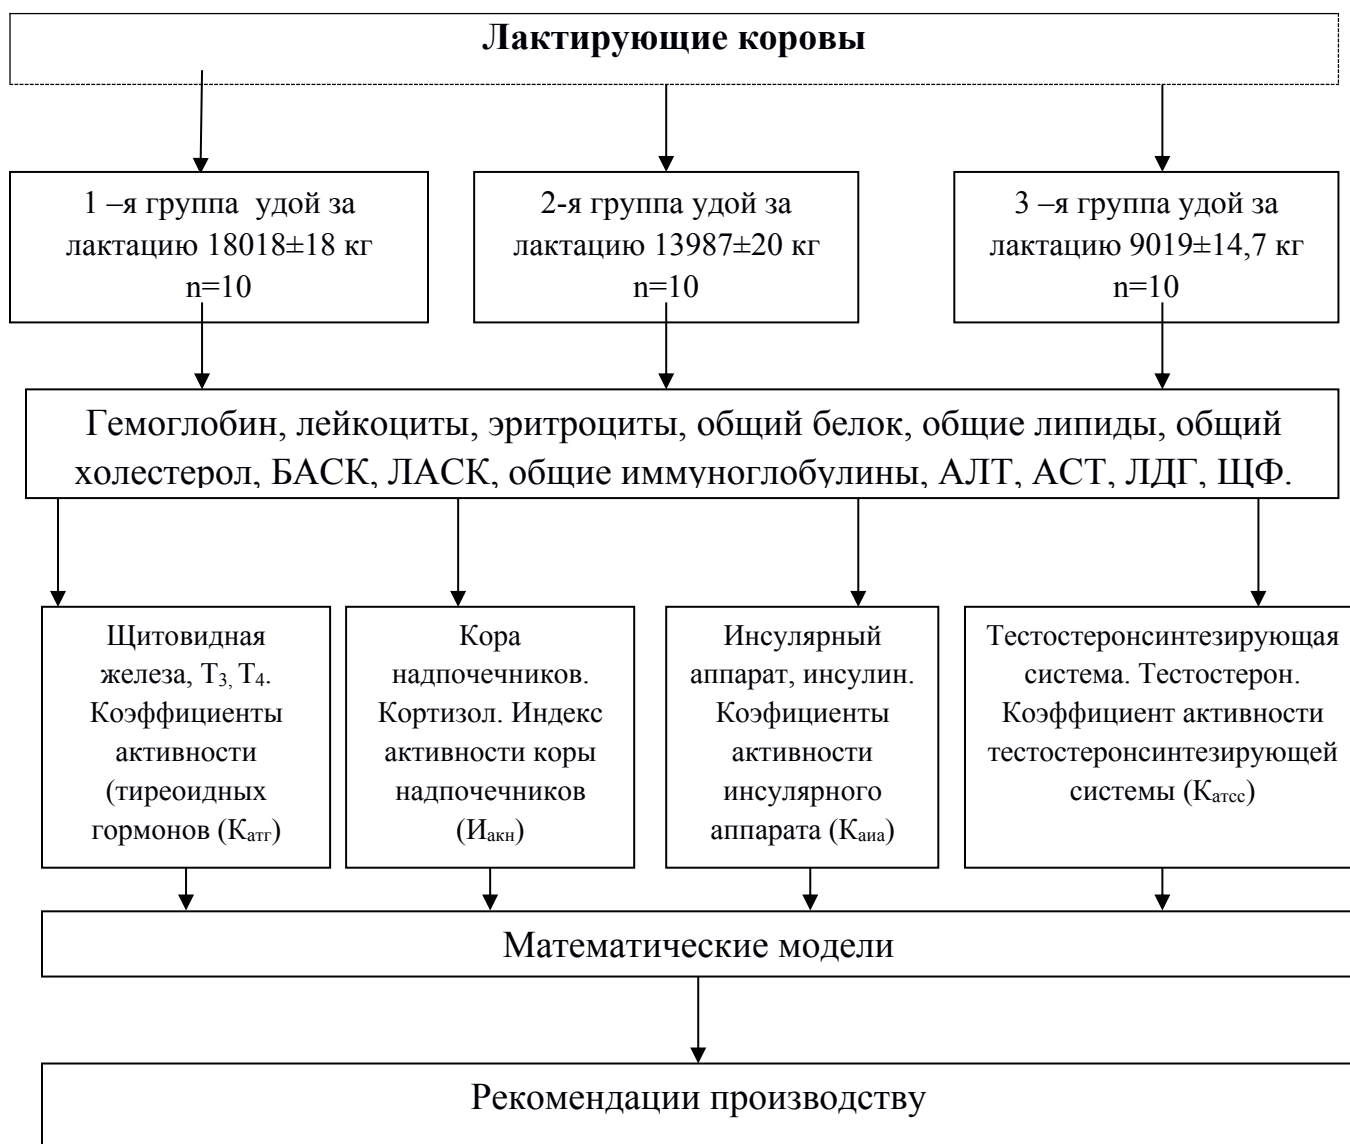 Лактирующие коровы
1 –я группа  удой за
лактацию 18018±18 кг
n=10
2-я группа удой за
лактацию 13987±20 кг
n=10
3 –я группа удой за
лактацию 9019±14,7 кг
n=10
Гемоглобин, лейкоциты, эритроциты, общий белок, общие липиды, общий
холестерол, БАСК, ЛАСК, общие иммуноглобулины, АЛТ, АСТ, ЛДГ, ЩФ.
Щитовидная
железа, Т₃, Т₄.
Коэффициенты
активности
(тиреоидных
гормонов (Катг)
Кора
надпочечников.
Кортизол. Индекс
активности коры
надпочечников
(Иакн)
Инсулярный
аппарат, инсулин.
Коэфициенты
активности
инсулярного
аппарата (Каиа)
Тестостеронсинтезирующая
система. Тестостерон.
Коэффициент активности
тестостеронсинтезирующей
системы (Катсс)
Математические модели
Рекомендации производству